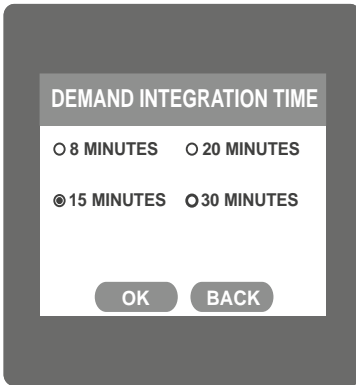 DEMAND INTEGRATION TIME
8 MINUTES 20 MINUTES
15 MINUTES 30 MINUTES
OK BACK